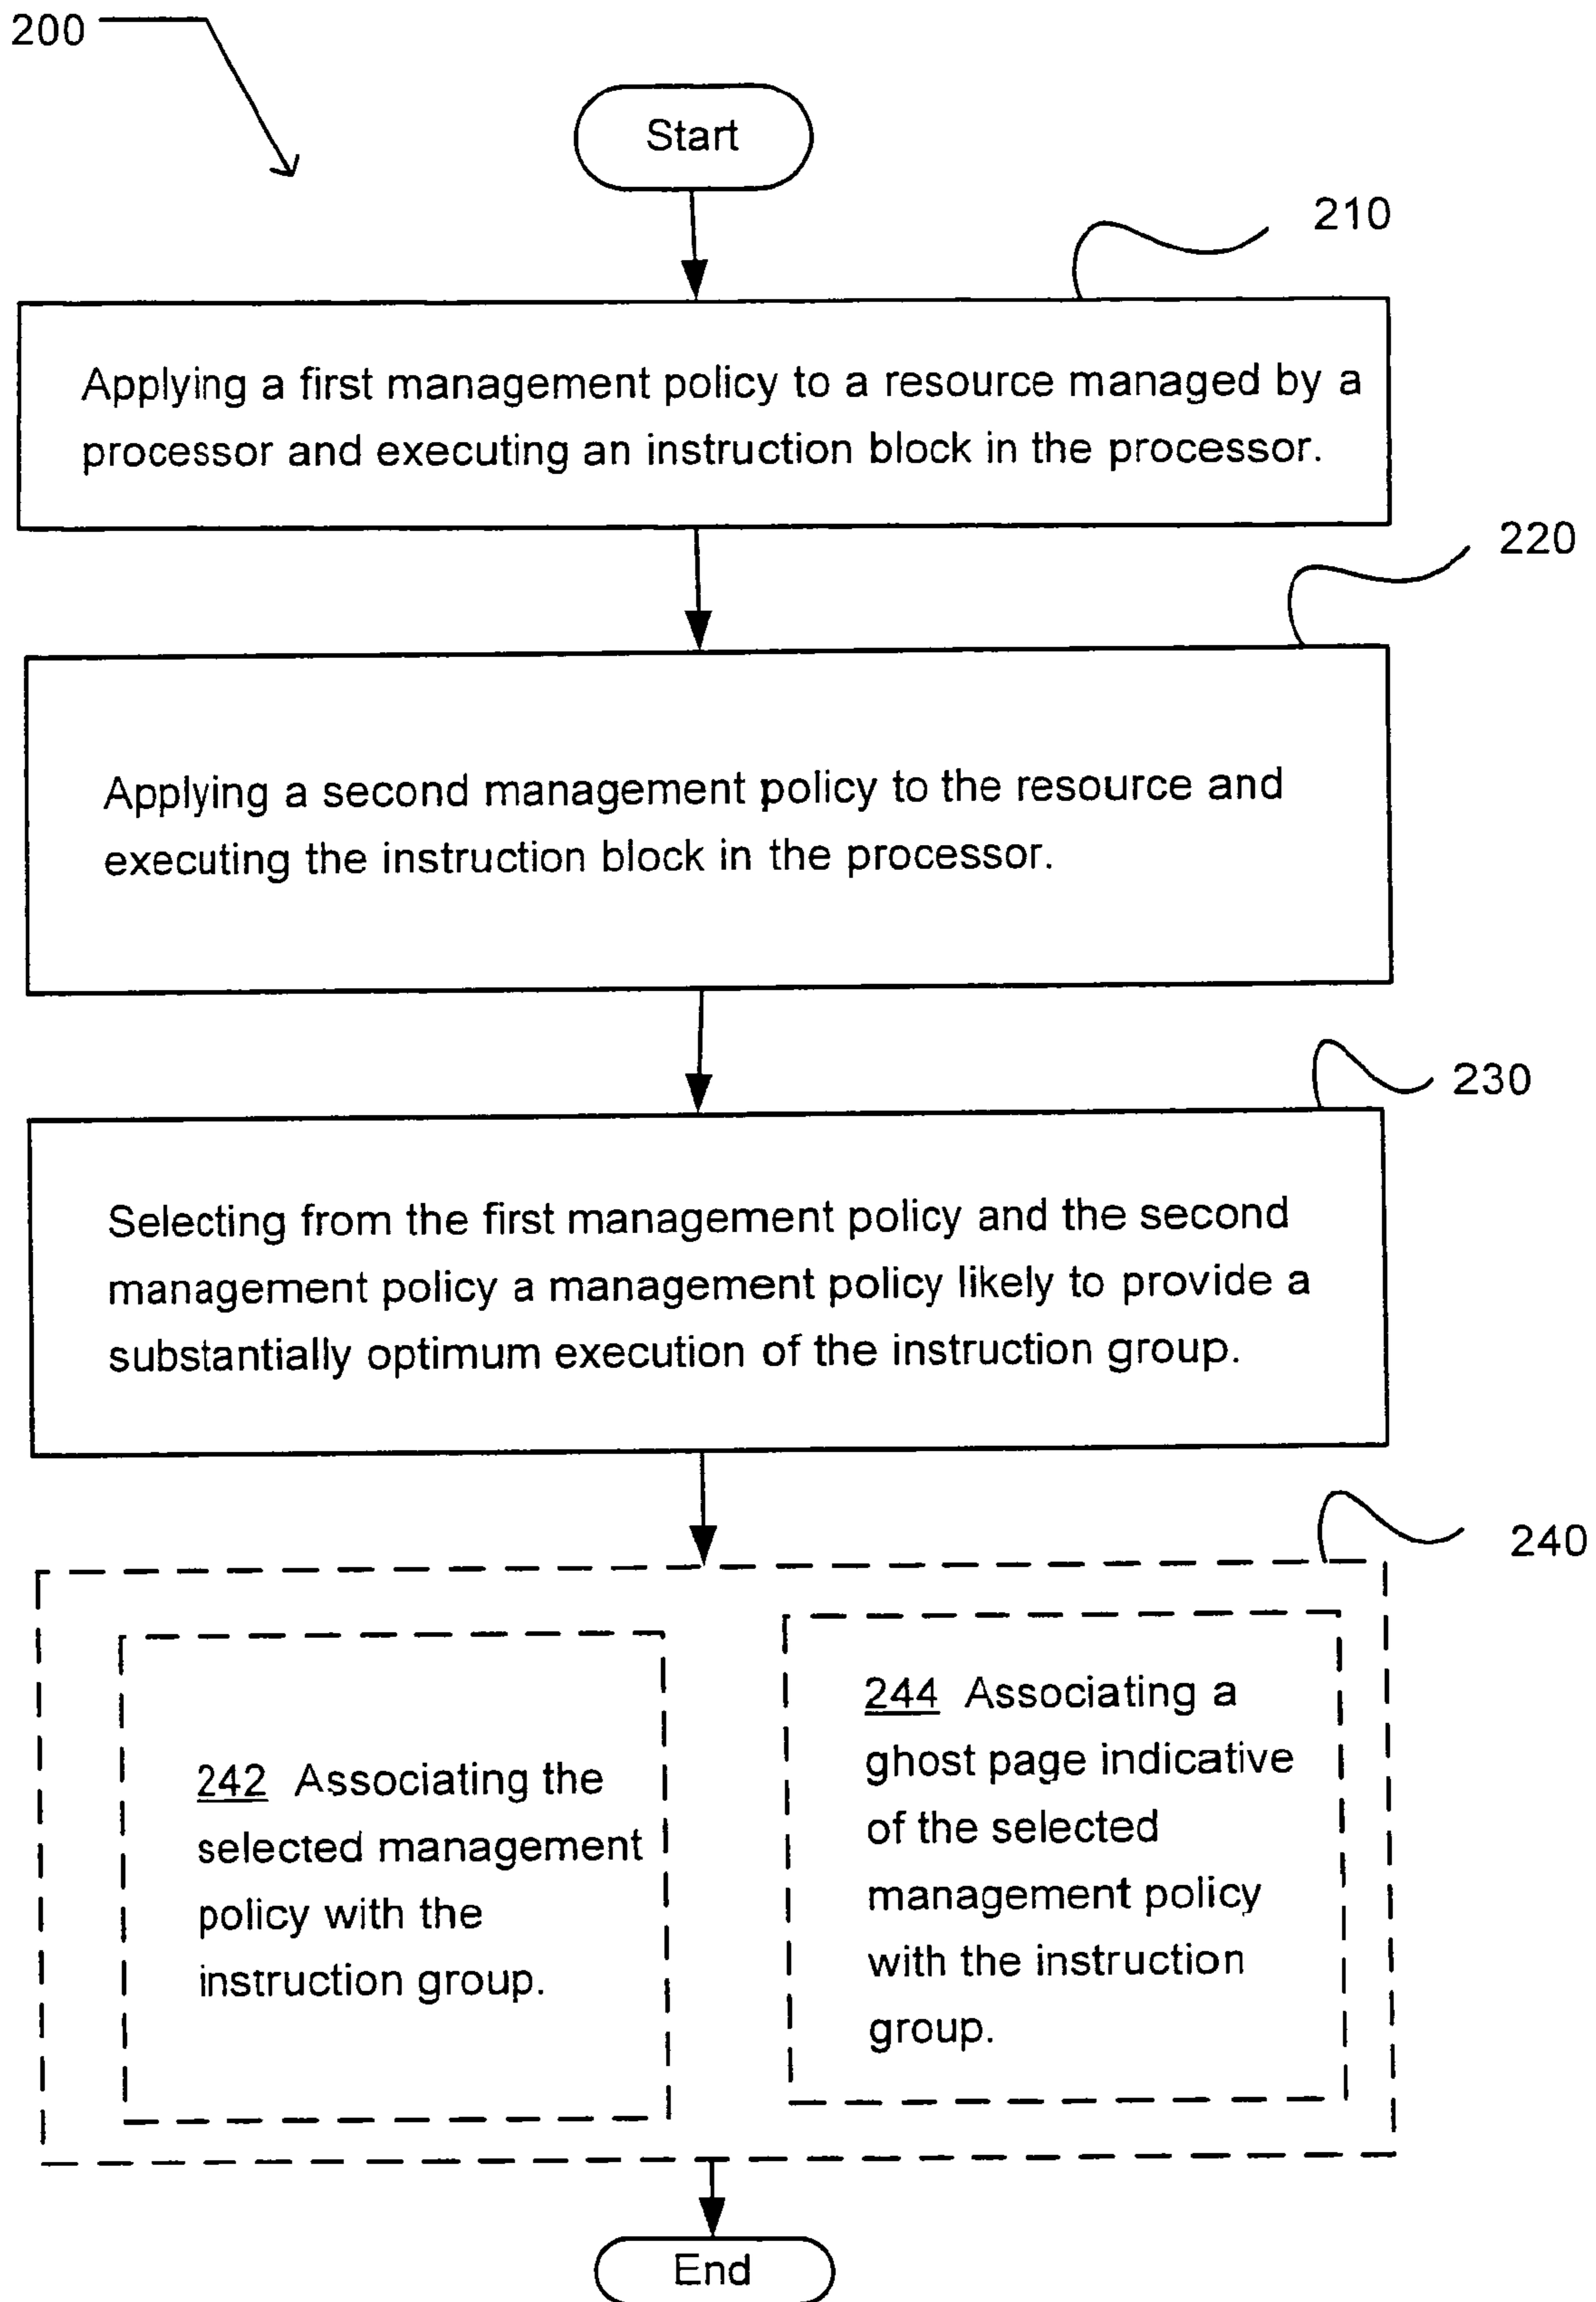 200
Start
210
Applying a first management policy to a resource managed by a
processor and executing an instruction block in the processor.
220
Applying a second management policy to the resource and
executing the instruction block in the processor.
230
Selecting from the first management policy and the second
management policy a management policy likely to provide a
substantially optimum execution of the instruction group.
240
242 Associating the
selected management
policy with the
instruction group.
244 Associating a
ghost page indicative
of the selected
management policy
with the instruction
group.
End